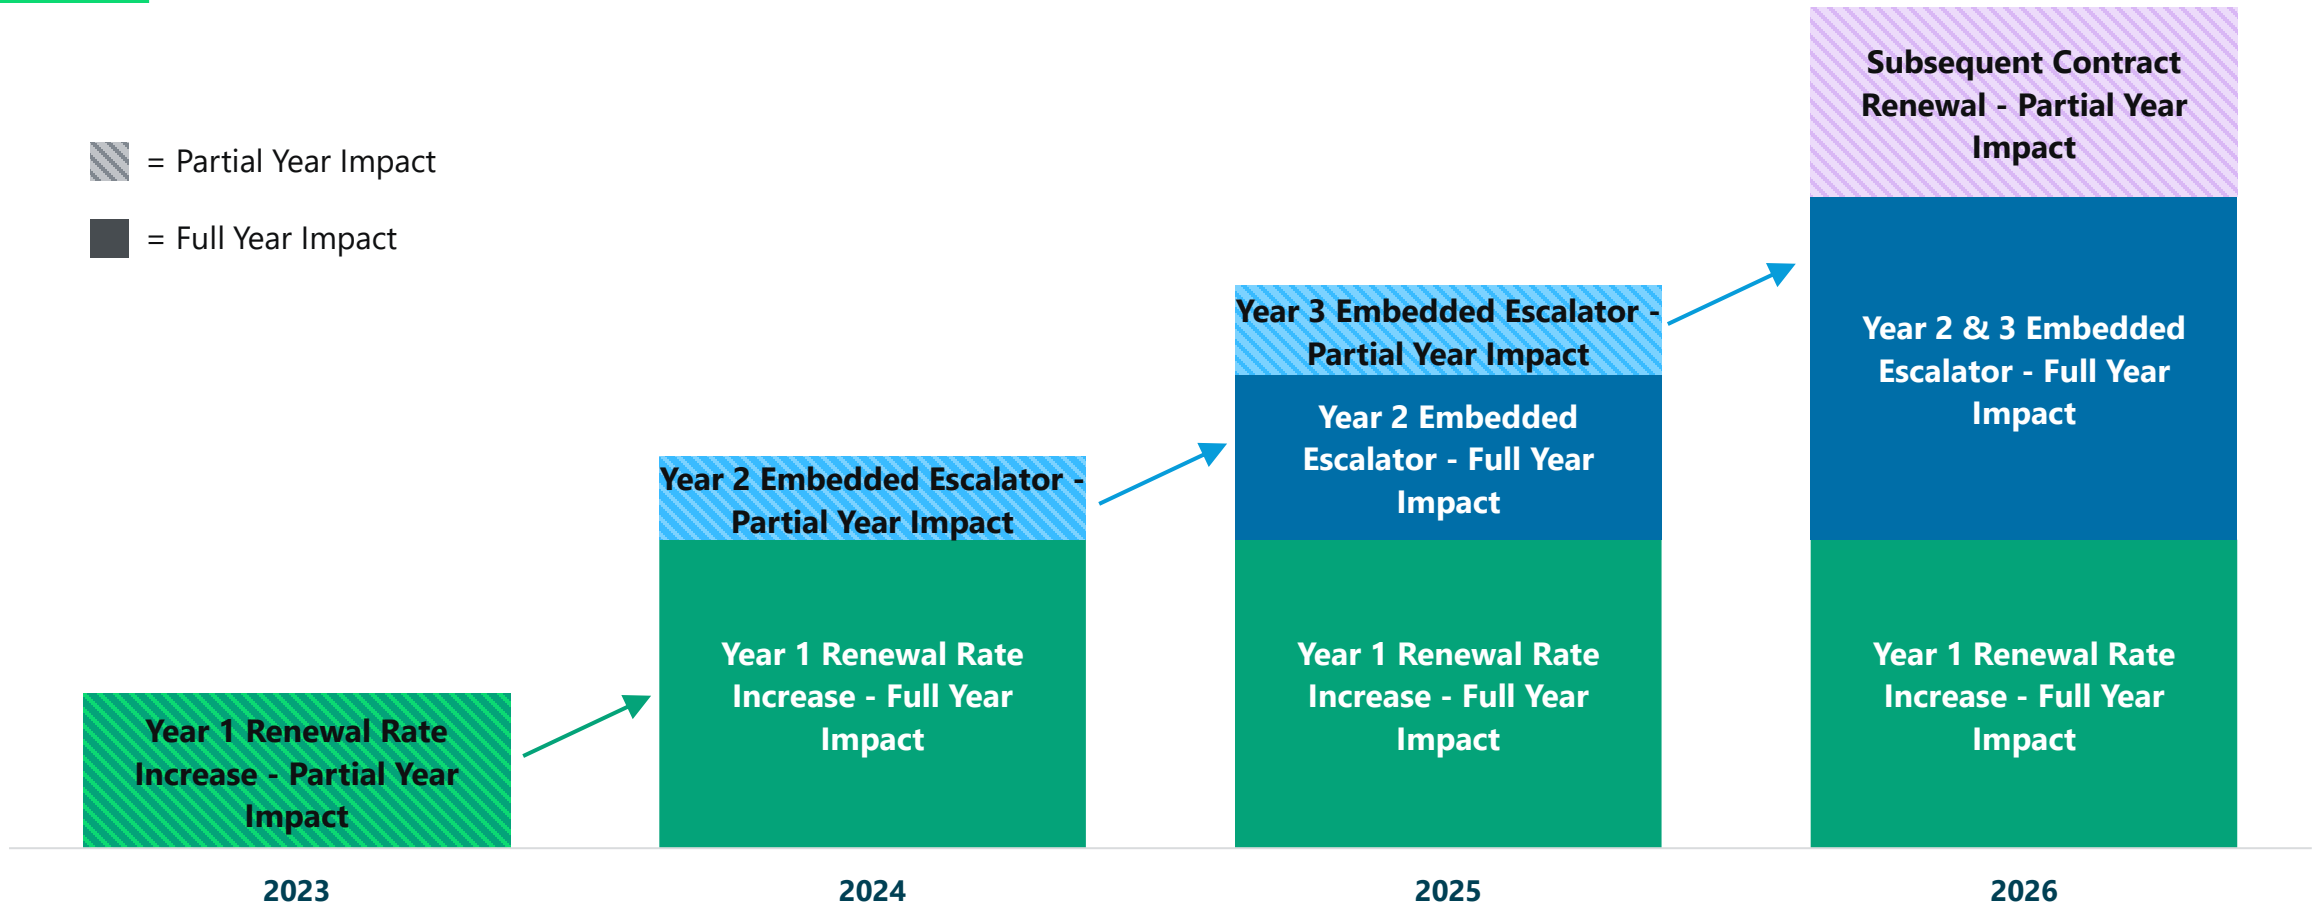 = Partial Year Impact
= Full Year Impact
Year 1 Renewal Rate
Increase - Partial Year
Impact
Year 2 Embedded Escalator -
Partial Year Impact
Year 1 Renewal Rate
Increase - Full Year
Impact
Year 3 Embedded Escalator -
Partial Year Impact
Year 2 Embedded
Escalator - Full Year
Impact
Year 1 Renewal Rate
Increase - Full Year
Impact
Subsequent Contract
Renewal - Partial Year
Impact
Year 2 & 3 Embedded
Escalator - Full Year
Impact
Year 1 Renewal Rate
Increase - Full Year
Impact
2023
2024
2025
2026